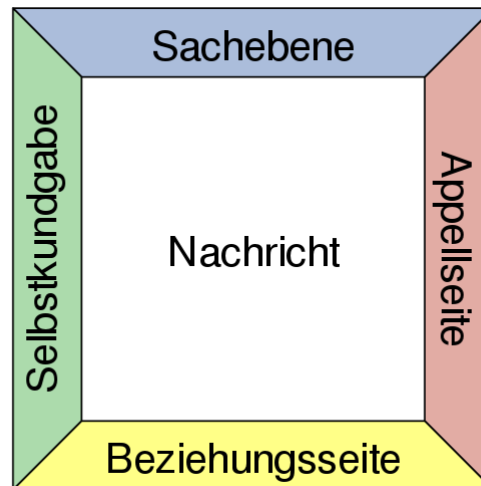 Sachebene
Selbstkundgabe
Nachricht
Appellseite
Beziehungsseite